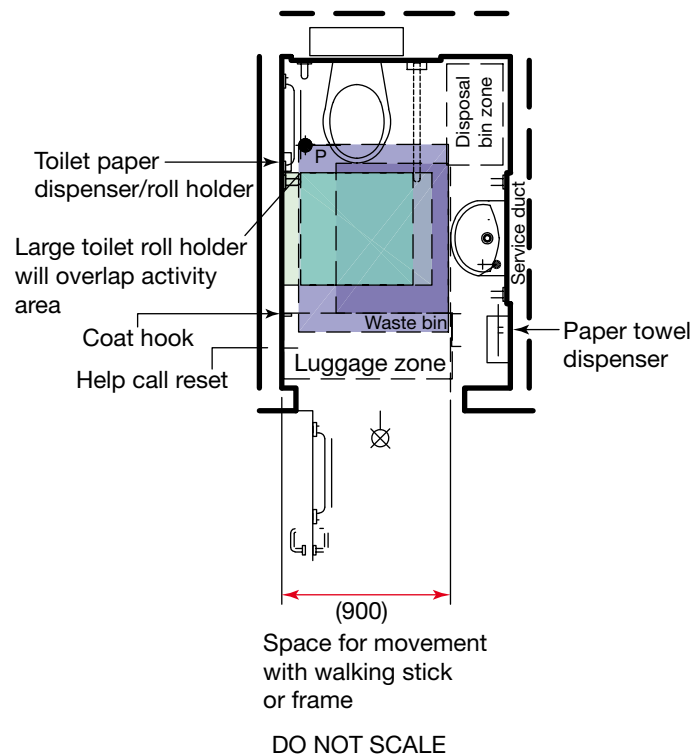 Disposal
bin zone
P
Toilet paper
dispenser/roll holder
Service duct
Large toilet roll holder
will overlap activity
area
Waste bin
Coat hook
Paper towel
dispenser
Luggage zone
Help call reset
(900)
Space for movement
with walking stick
or frame
DO NOT SCALE